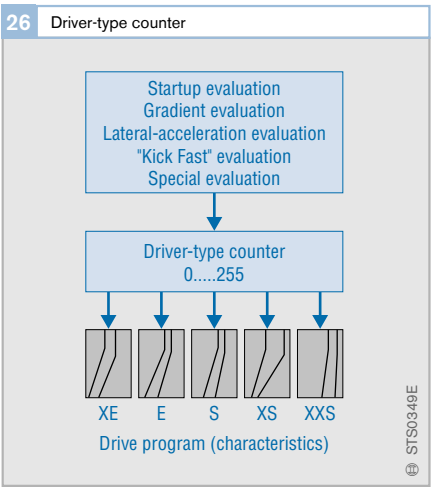 26 Driver-type counter
Startup evaluation
Gradient evaluation
Lateral-acceleration evaluation
"Kick Fast" evaluation
Special evaluation
Driver-type counter
0.....255
XE E S XS XXS
Drive program (characteristics)
STS0349E